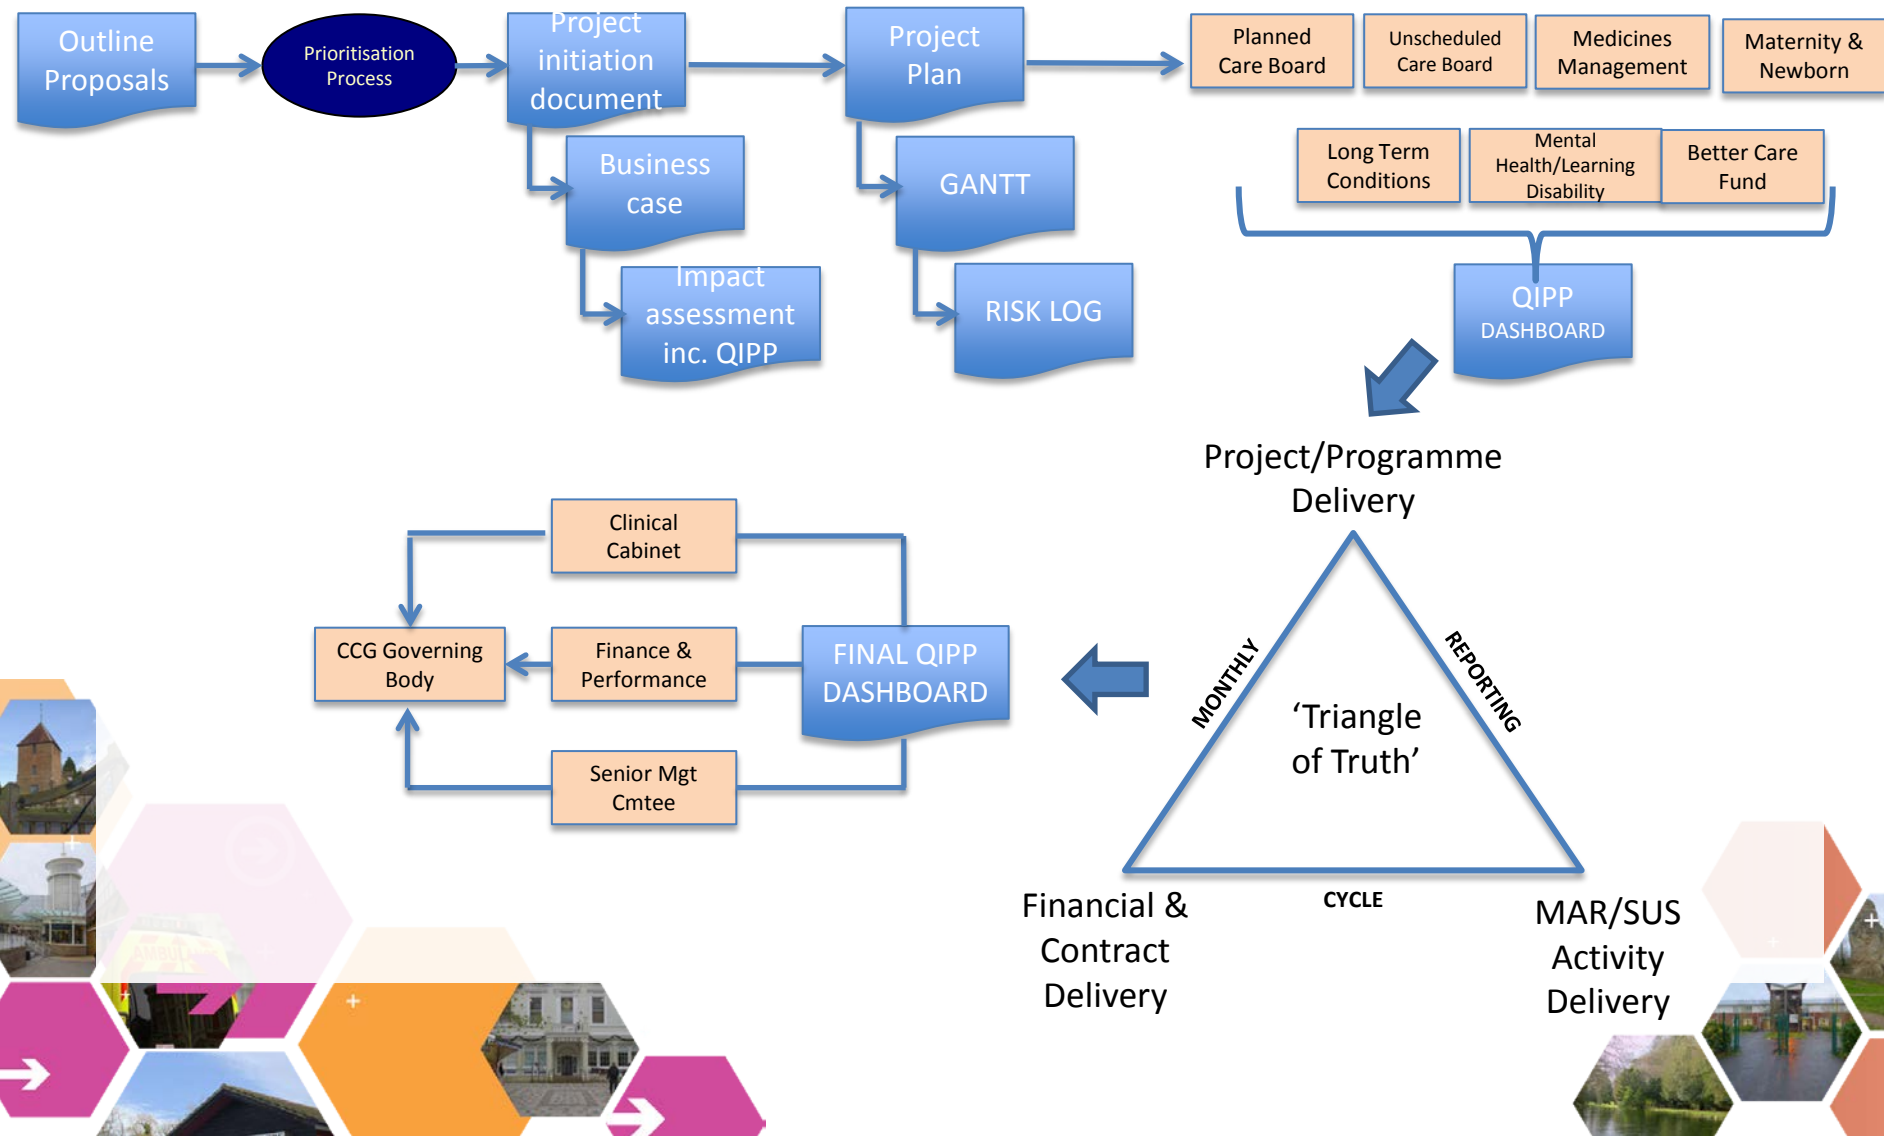 Outline
Proposals
Prioritisation
Process
Project
initiation
document
Project
Plan
Planned
Care Board
Unscheduled
Care Board
Medicines
Management
Maternity &
Newborn
Business
case
GANTT
Long Term
Conditions
Mental
Health/Learning
Disability
Better Care
Fund
Impact
assessment
inc. QIPP
RISK LOG
QIPP
DASHBOARD
Project/Programme
Delivery
Clinical
Cabinet
CCG Governing
Body
Finance &
Performance
FINAL QIPP
DASHBOARD
Senior Mgt
Cmtee
MONTHLY
REPORTING
‘Triangle
of Truth’
CYCLE
Financial &
Contract
Delivery
MAR/SUS
Activity
Delivery